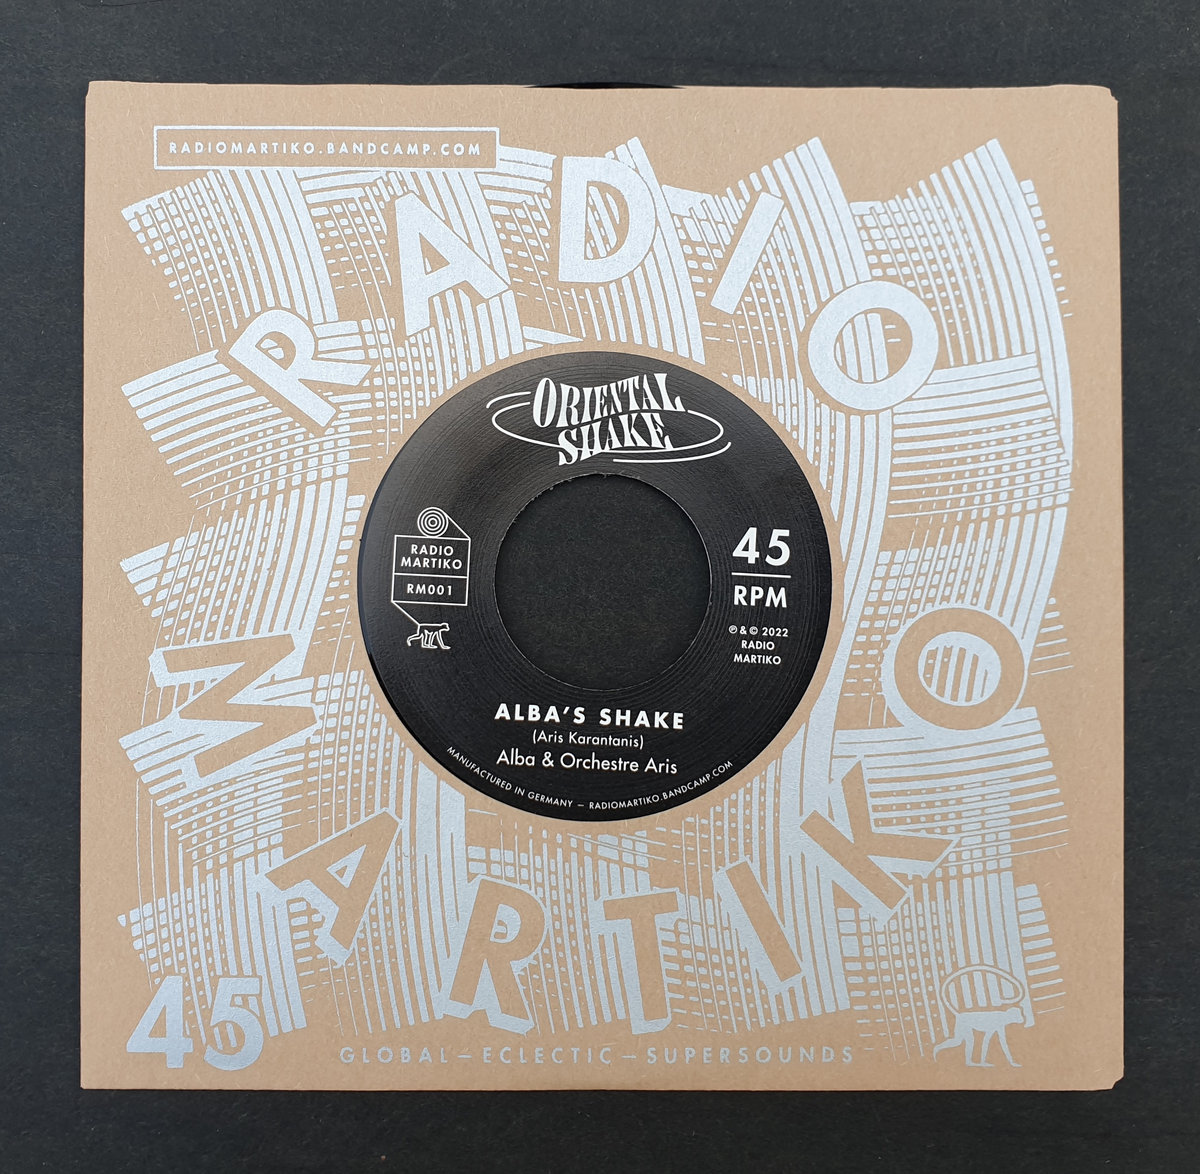 RADIOMARTIKO.BANDCAMP.COM
RADIO
ORIENTAL
SHAKE
RADIO
MARTIKO
RM001
45
RPM
℗ & © 2022
RADIO
MARTIKO
ALBA'S SHAKE
(Aris Karantanis)
Alba & Orchestre Aris
MANUFACTURED IN GERMANY – RADIOMARTIKO.BANDCAMP.COM
MARTIKO
45
GLOBAL – ECLECTIC – SUPERSOUNDS